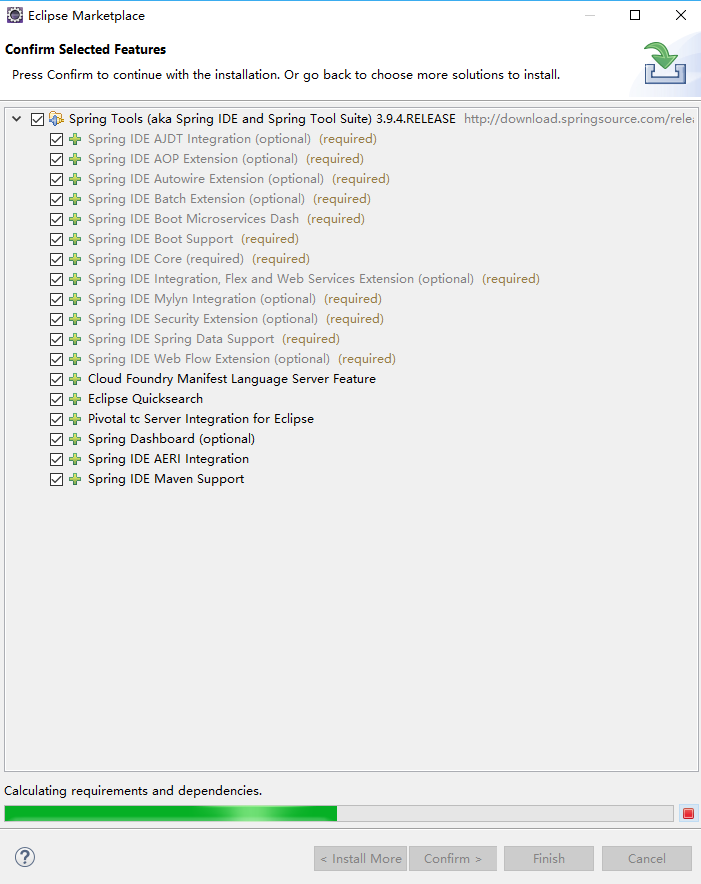 Eclipse Marketplace
Confirm Selected Features
Press Confirm to continue with the installation. Or go back to choose more solutions to install.
Spring Tools (aka Spring IDE and Spring Tool Suite) 3.9.4.RELEASE http://download.springsource.com/relea
Spring IDE AJDT Integration (optional) (required)
Spring IDE AOP Extension (optional) (required)
Spring IDE Autowire Extension (optional) (required)
Spring IDE Batch Extension (optional) (required)
Spring IDE Boot Microservices Dash (required)
Spring IDE Boot Support (required)
Spring IDE Core (required) (required)
Spring IDE Integration, Flex and Web Services Extension (optional) (required)
Spring IDE Mylyn Integration (optional) (required)
Spring IDE Security Extension (optional) (required)
Spring IDE Spring Data Support (required)
Spring IDE Web Flow Extension (optional) (required)
Cloud Foundry Manifest Language Server Feature
Eclipse Quicksearch
Pivotal tc Server Integration for Eclipse
Spring Dashboard (optional)
Spring IDE AERI Integration
Spring IDE Maven Support
Calculating requirements and dependencies.
? < Install More Confirm > Finish Cancel